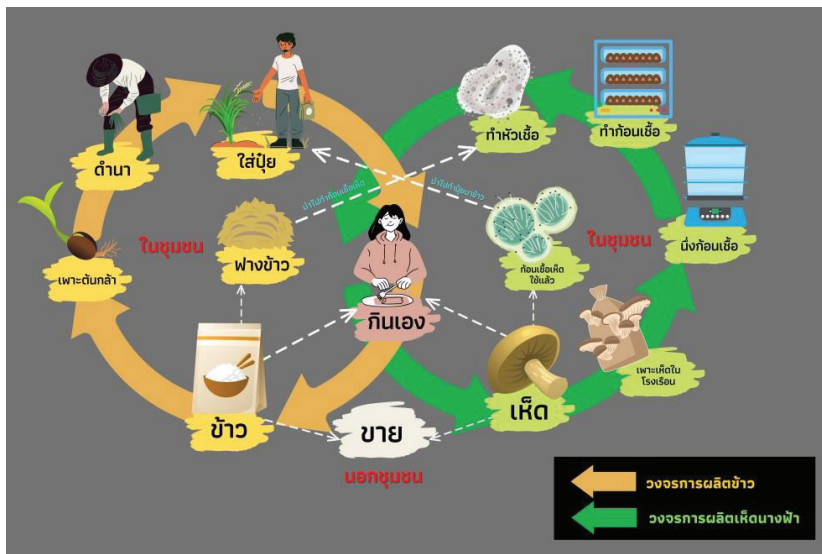 ดำนา
ใส่ปุ๋ย
ทำหัวเชื้อ
ทำก้อนเชื้อ
นำไปทำก้อนเชื้อเห็ด
นำไปทำปุ๋ยนาข้าว
เพาะต้นกล้า
ในชุมชน
ฟางข้าว
กินเอง
ก้อนเชื้อเห็ด
ใช้แล้ว
ในชุมชน
นึ่งก้อนเชื้อ
เพาะเห็ดใน
โรงเรือน
ข้าว
ขาย
เห็ด
นอกชุมชน
วงจรการผลิตข้าว
วงจรการผลิตเห็ดนางฟ้า